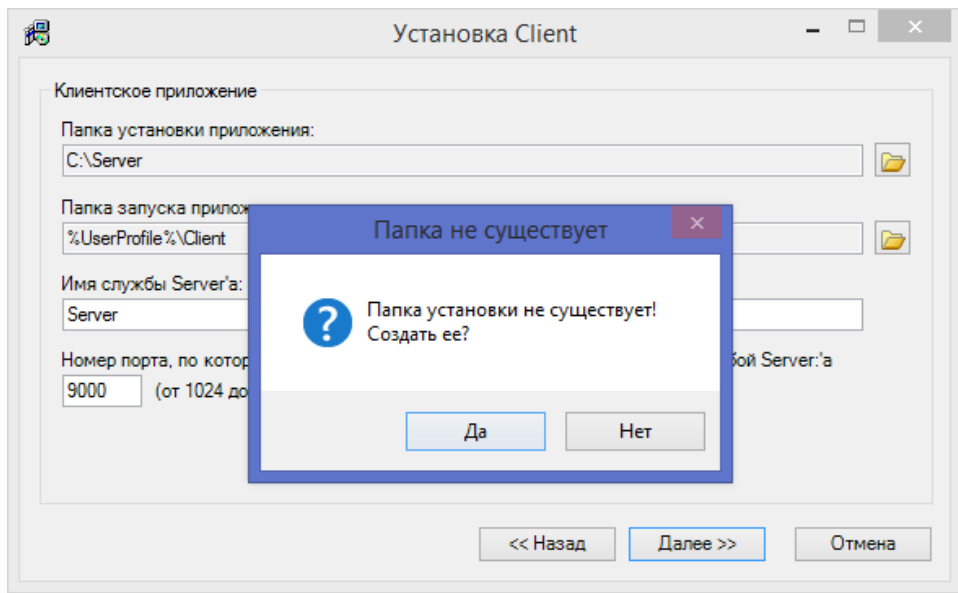 Установка Client
Клиентское приложение
Папка установки приложения:
C:\Server
Папка запуска прилож
%UserProfile%\Client
Имя службы Server'а:
Server
Номер порта, по котор
бой Server:'а
9000 (от 1024 до
Папка не существует
Папка установки не существует!
Создать ее?
Да
Нет
<< Назад
Далее >>
Отмена